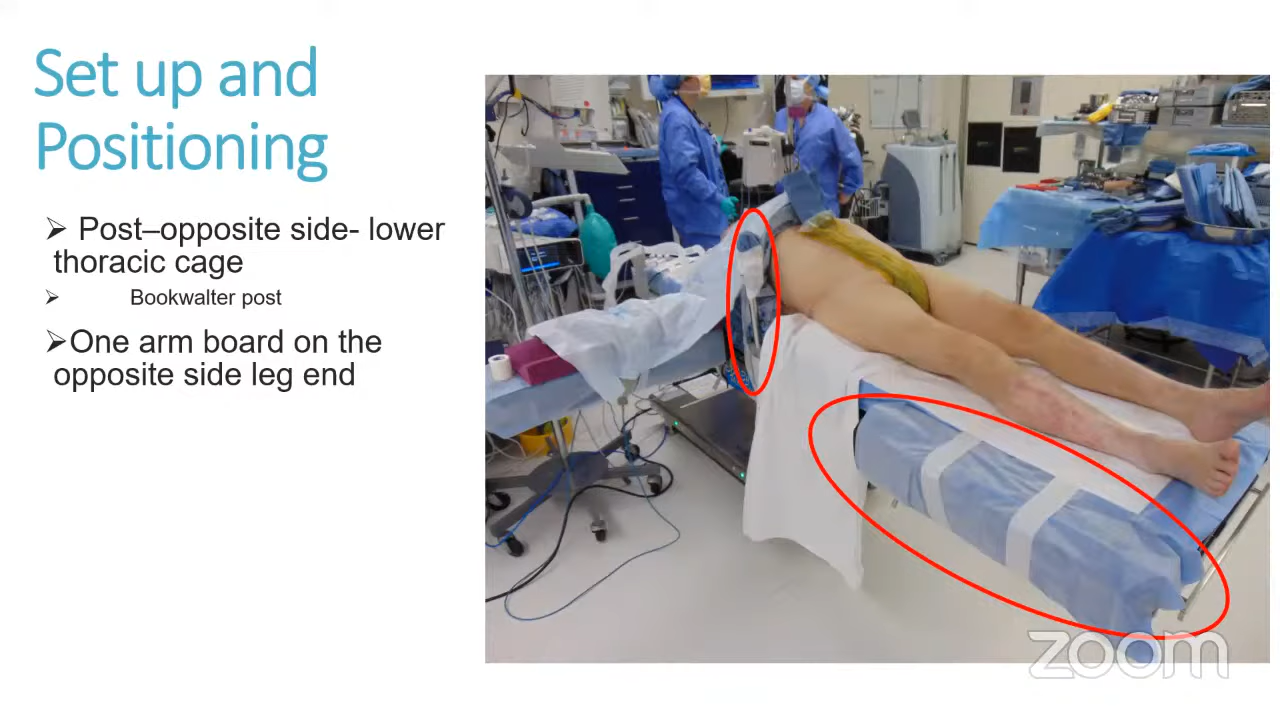 Set up and
Positioning
➢ Post–opposite side- lower
thoracic cage
➢ Bookwalter post
➢One arm board on the
opposite side leg end
zoom